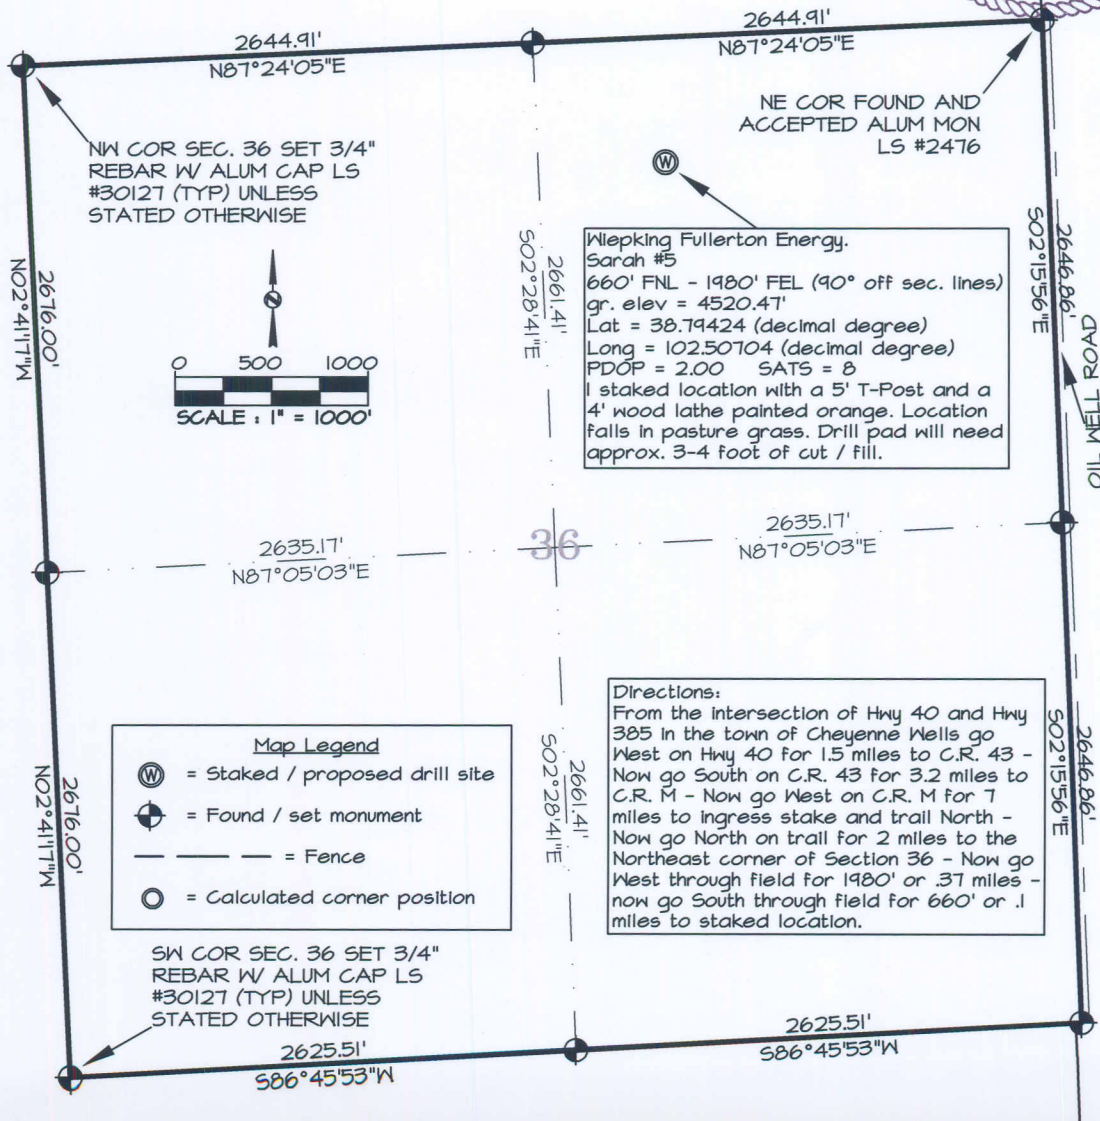 2644.91'
N87°24'05"E
2644.91'
N87°24'05"E
NW COR SEC. 36 SET 3/4"
REBAR W/ ALUM CAP LS
#30127 (TYP) UNLESS
STATED OTHERWISE
NE COR FOUND AND
ACCEPTED ALUM MON
LS #2476
W
Wiepking Fullerton Energy.
Sarah #5
660' FNL - 1980' FEL (90° off sec. lines)
gr. elev = 4520.47'
Lat = 38.79424 (decimal degree)
Long = 102.50704 (decimal degree)
PDOP = 2.00 SATS = 8
I staked location with a 5' T-Post and a
4' wood lathe painted orange. Location
falls in pasture grass. Drill pad will need
approx. 3-4 foot of cut / fill.
2676.00'
N02°41'17"W
N
0 500 1000
SCALE : 1" = 1000'
2661.41'
S02°28'41"E
2646.86'
S02°15'56"E
OIL WELL ROAD
2635.17'
N87°05'03"E
36
2635.17'
N87°05'03"E
Map Legend
W = Staked / proposed drill site
= Found / set monument
= Fence
= Calculated corner position
2676.00'
N02°41'17"W
2661.41'
S02°28'41"E
Directions:
From the intersection of Hwy 40 and Hwy
385 in the town of Cheyenne Wells go
West on Hwy 40 for 1.5 miles to C.R. 43 -
Now go South on C.R. 43 for 3.2 miles to
C.R. M - Now go West on C.R. M for 7
miles to ingress stake and trail North -
Now go North on trail for 2 miles to the
Northeast corner of Section 36 - Now go
West through field for 1980' or .37 miles -
now go South through field for 660' or .1
miles to staked location.
2646.86'
S02°15'56"E
SW COR SEC. 36 SET 3/4"
REBAR W/ ALUM CAP LS
#30127 (TYP) UNLESS
STATED OTHERWISE
2625.51'
S86°45'53"W
2625.51'
S86°45'53"W